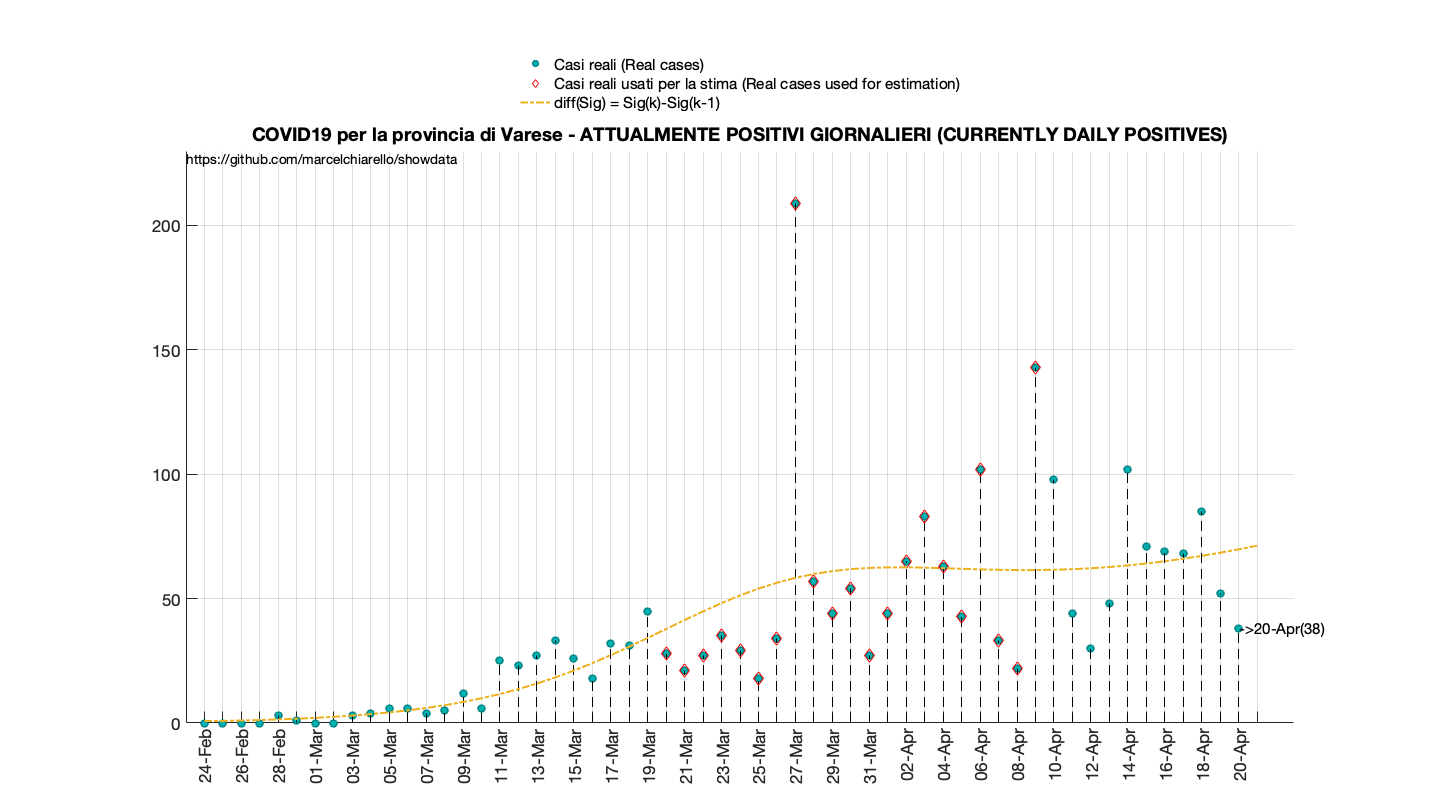 Casi reali (Real cases)
Casi reali usati per la stima (Real cases used for estimation)
diff(Sig) = Sig(k)-Sig(k-1)
COVID19 per la provincia di Varese - ATTUALMENTE POSITIVI GIORNALIERI (CURRENTLY DAILY POSITIVES)
https://github.com/marcelchiarello/showdata
200
150
100
50
0
->20-Apr(38)
24-Feb
26-Feb
28-Feb
01-Mar
03-Mar
05-Mar
07-Mar
09-Mar
11-Mar
13-Mar
15-Mar
17-Mar
19-Mar
21-Mar
23-Mar
25-Mar
27-Mar
29-Mar
31-Mar
02-Apr
04-Apr
06-Apr
08-Apr
10-Apr
12-Apr
14-Apr
16-Apr
18-Apr
20-Apr